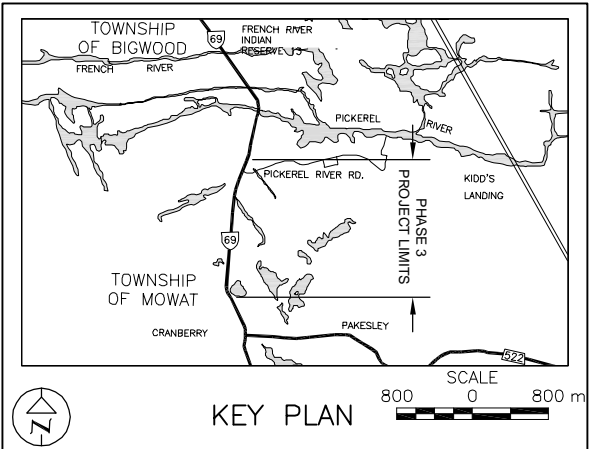 TOWNSHIP
OF BIGWOOD
69
FRENCH RIVER
INDIAN
RESERVE 13
FRENCH RIVER
PICKEREL RIVER
PICKEREL RIVER RD.
KIDD'S
LANDING
PHASE 3
PROJECT LIMITS
69
TOWNSHIP
OF MOWAT
CRANBERRY
PAKESLEY
522
SCALE
800 0 800 m
N
KEY PLAN